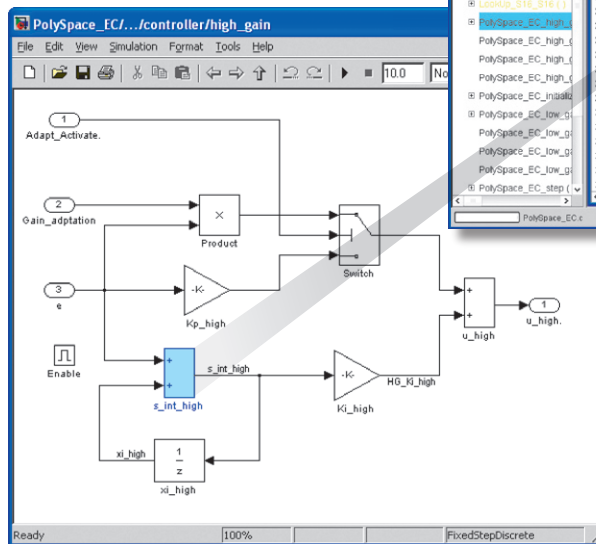 PolySpace_EC/.../controller/high_gain
File Edit View Simulation Format Tools Help
10.0
1
Adapt_Activate.
2
Gain_adptation
×
Product
Switch
3
e
-K-
Kp_high
+
+
u_high
1
u_high.
Enable
+
+
s_int_high
s_int_high
-K-
Ki_high
HG_Ki_high
xi_high
1
z
xi_high
Ready 100% FixedStepDiscrete
LookUp_S16_S16 ( )
PolySpace_EC_high_g
PolySpace_EC_high_g
PolySpace_EC_high_g
PolySpace_EC_high_g
PolySpace_EC_initializ
PolySpace_EC_low_ga
PolySpace_EC_low_ga
PolySpace_EC_low_ga
PolySpace_EC_low_ga
PolySpace_EC_step (
PolySpace_EC.c